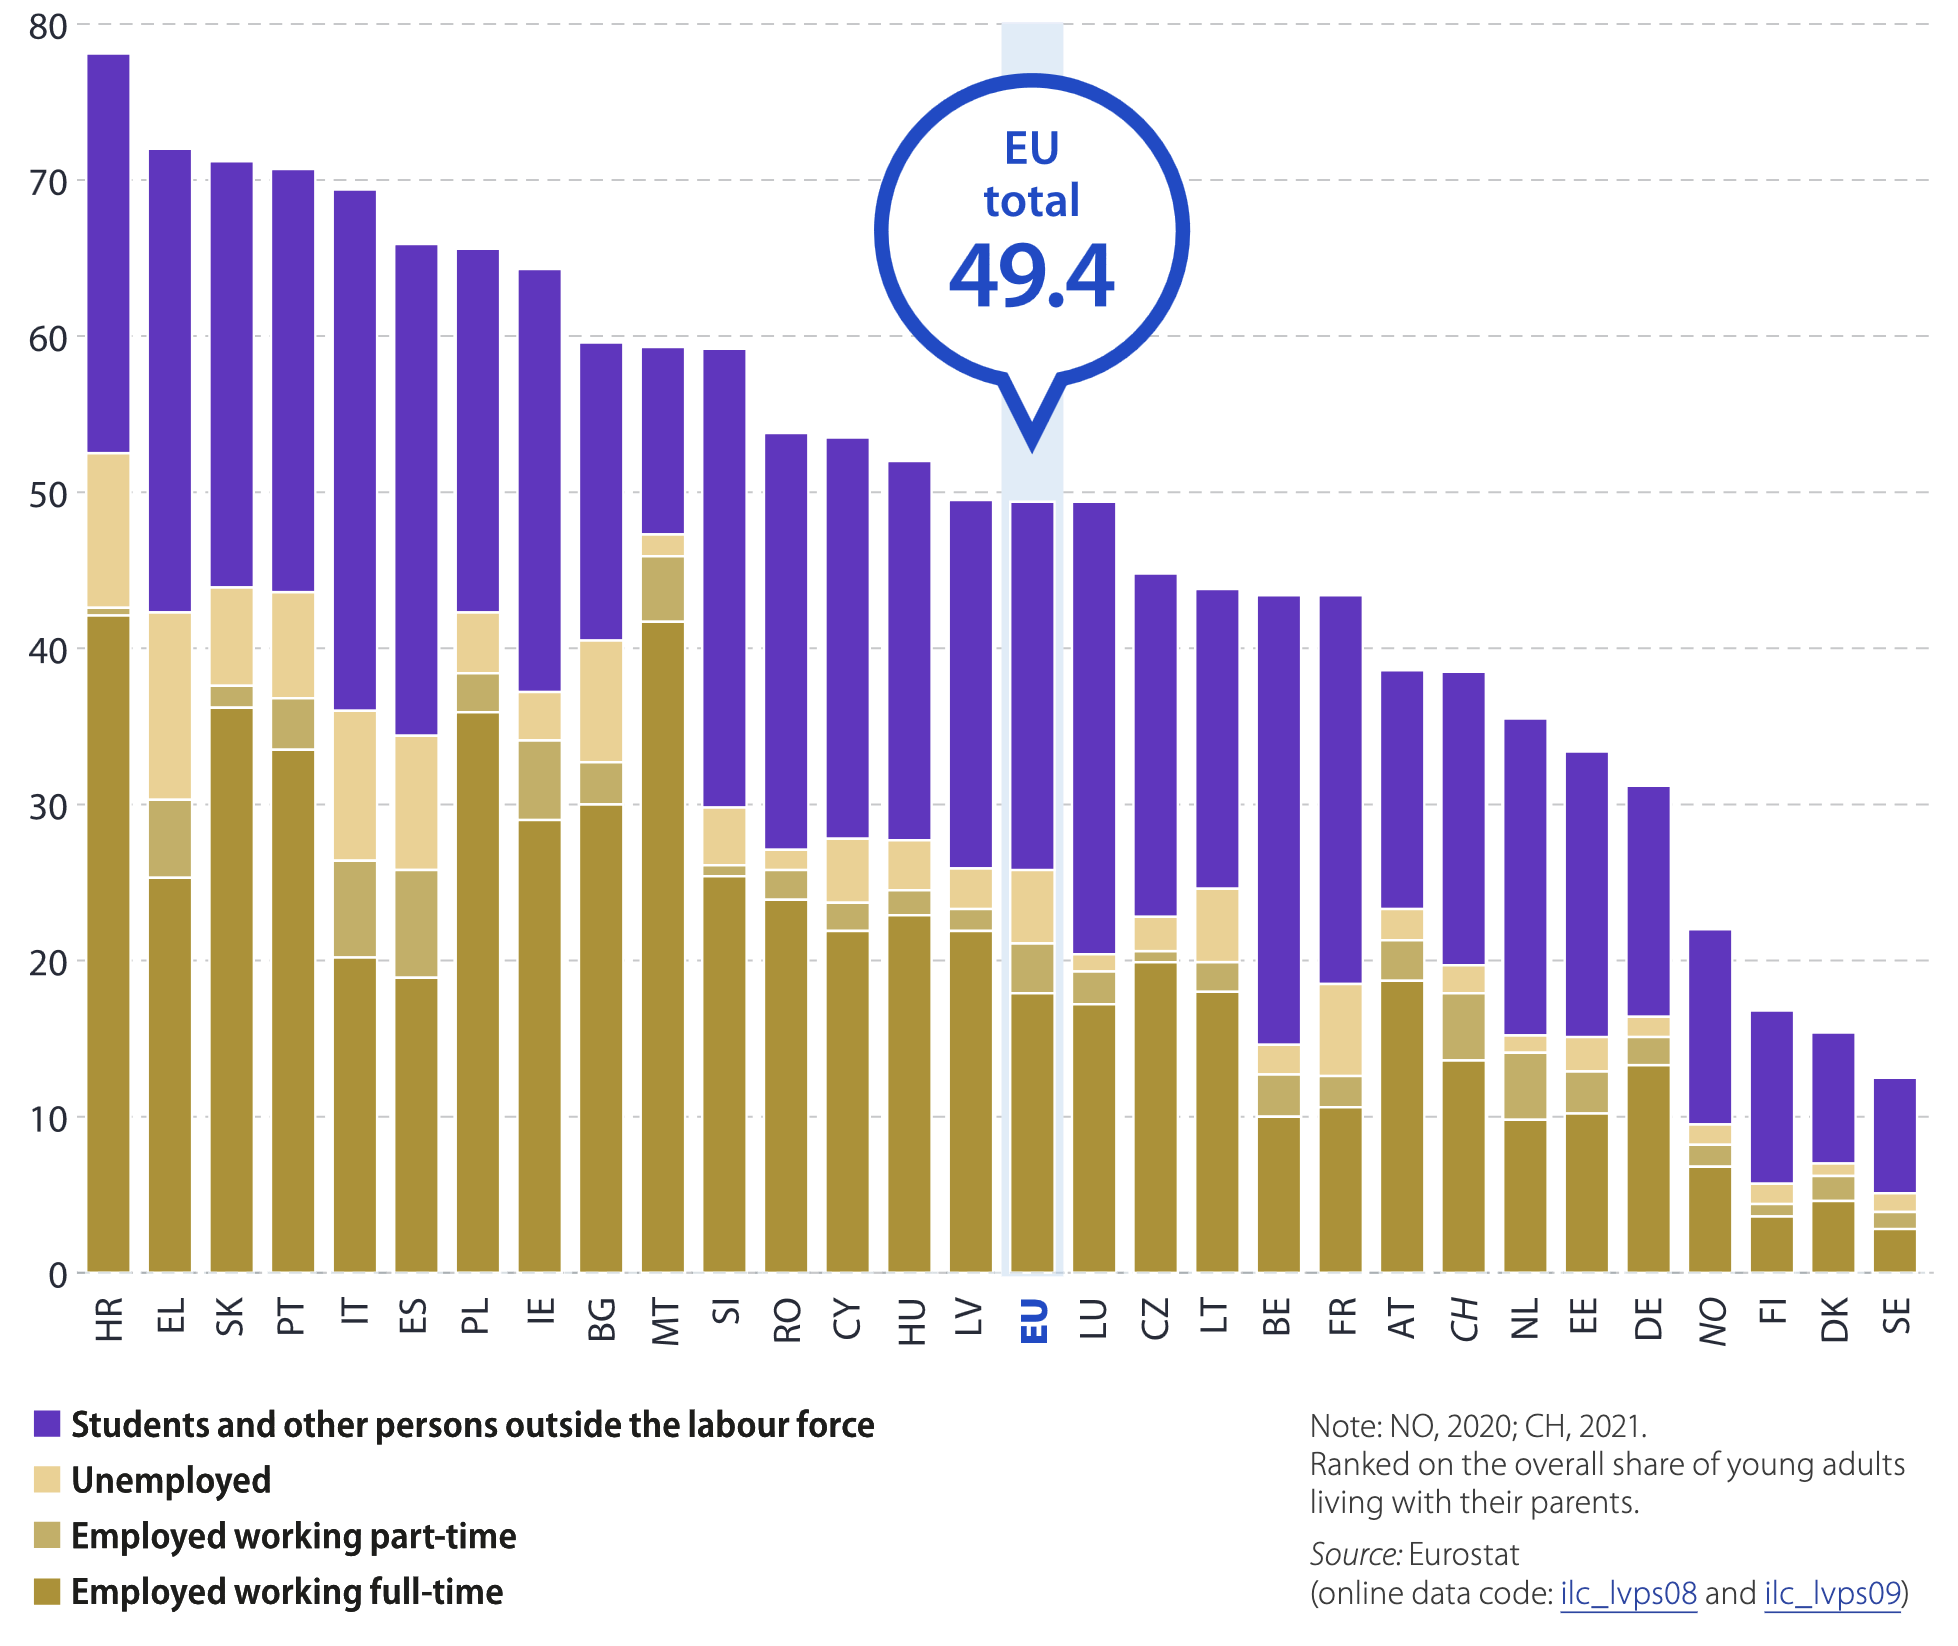 80
70
60
50
40
30
20
10
0
EU
total
49.4
HR EL SK PT IT ES PL IE BG MT SI RO CY HU LV EU LU CZ LT BE FR AT CH NL EE DE NO FI DK SE
Students and other persons outside the labour force
Unemployed
Employed working part-time
Employed working full-time
Note: NO, 2020; CH, 2021.
Ranked on the overall share of young adults
living with their parents.
Source: Eurostat
(online data code: ilc_lvps08 and ilc_lvps09)